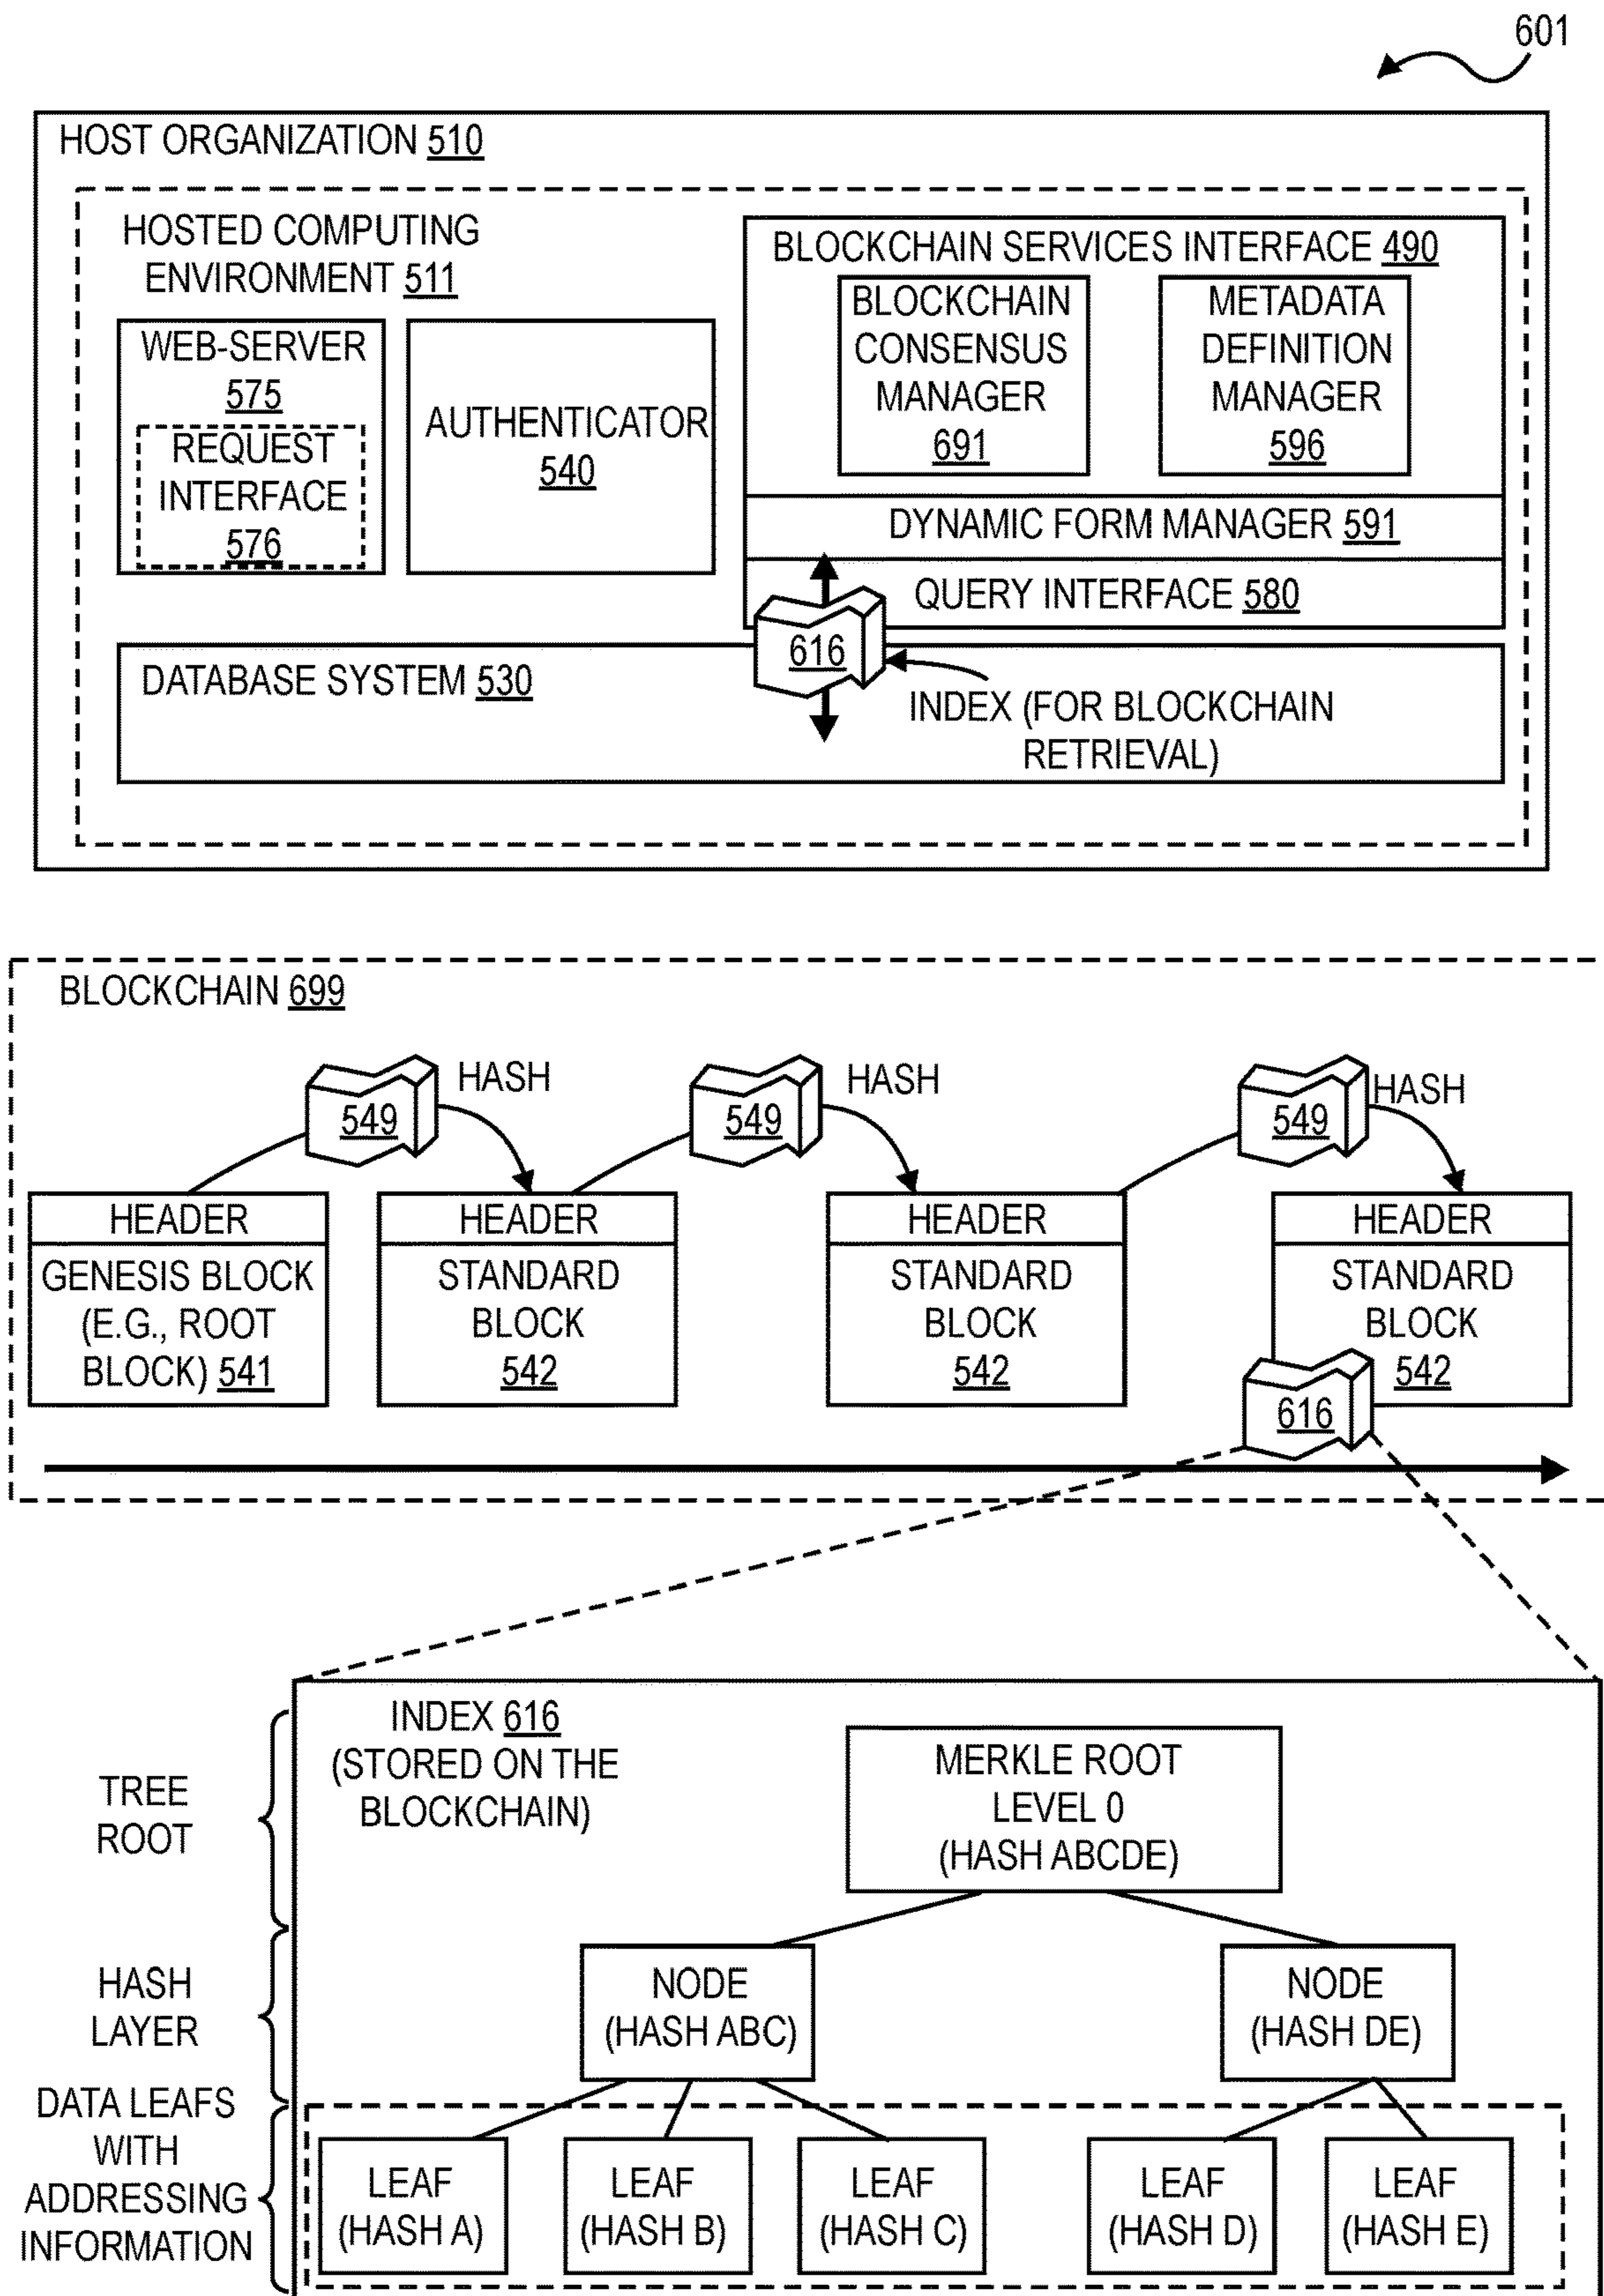 601
HOST ORGANIZATION 510
HOSTED COMPUTING
ENVIRONMENT 511
WEB-SERVER
575
REQUEST
INTERFACE
576
AUTHENTICATOR
540
BLOCKCHAIN SERVICES INTERFACE 490
BLOCKCHAIN
CONSENSUS
MANAGER
691
METADATA
DEFINITION
MANAGER
596
DYNAMIC FORM MANAGER 591
QUERY INTERFACE 580
616
DATABASE SYSTEM 530
INDEX (FOR BLOCKCHAIN
RETRIEVAL)
BLOCKCHAIN 699
549
HASH
549
HASH
549
HASH
HEADER
GENESIS BLOCK
(E.G., ROOT
BLOCK) 541
HEADER
STANDARD
BLOCK
542
HEADER
STANDARD
BLOCK
542
HEADER
STANDARD
BLOCK
542
616
TREE
ROOT
INDEX 616
(STORED ON THE
BLOCKCHAIN)
MERKLE ROOT
LEVEL 0
(HASH ABCDE)
HASH
LAYER
NODE
(HASH ABC)
NODE
(HASH DE)
DATA LEAFS
WITH
ADDRESSING
INFORMATION
LEAF
(HASH A)
LEAF
(HASH B)
LEAF
(HASH C)
LEAF
(HASH D)
LEAF
(HASH E)